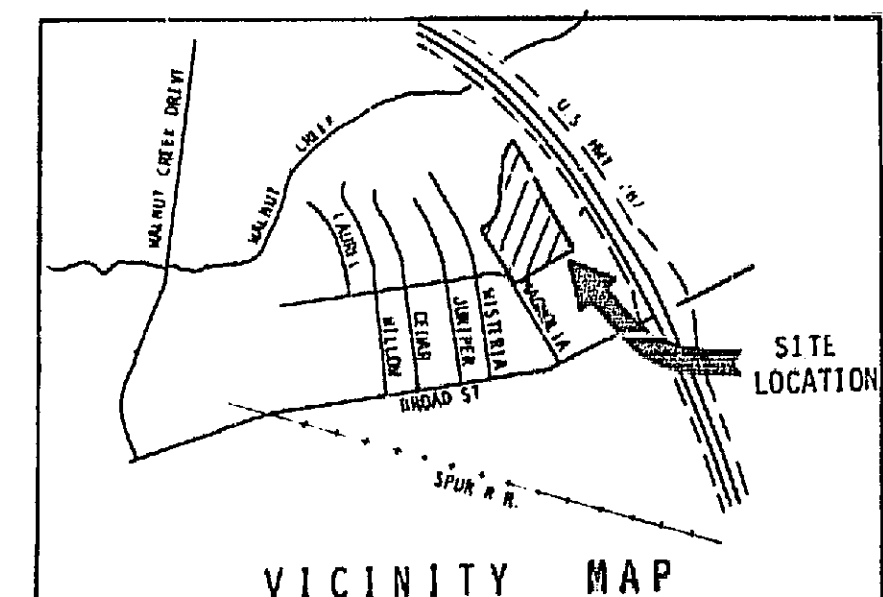 WALNUT CREEK DRIVE
WALNUT CREEK
U.S HWY 287
LAUREL
WILLOW
CEDAR
JUNIPER
WISTERIA
MAGNOLIA
BROAD ST
SPUR R R.
SITE
LOCATION
VICINITY MAP